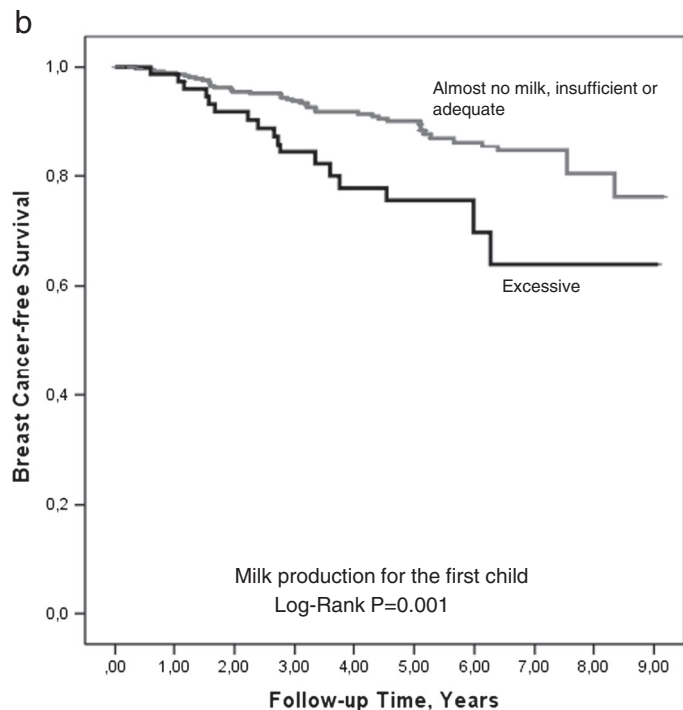 b
1,0
Almost no milk, insufficient or
adequate
0,8
0,6
Excessive
0,4
0,2
0,0
Breast Cancer-free Survival
Milk production for the first child
Log-Rank P=0.001
,00 1,00 2,00 3,00 4,00 5,00 6,00 7,00 8,00 9,00
Follow-up Time, Years